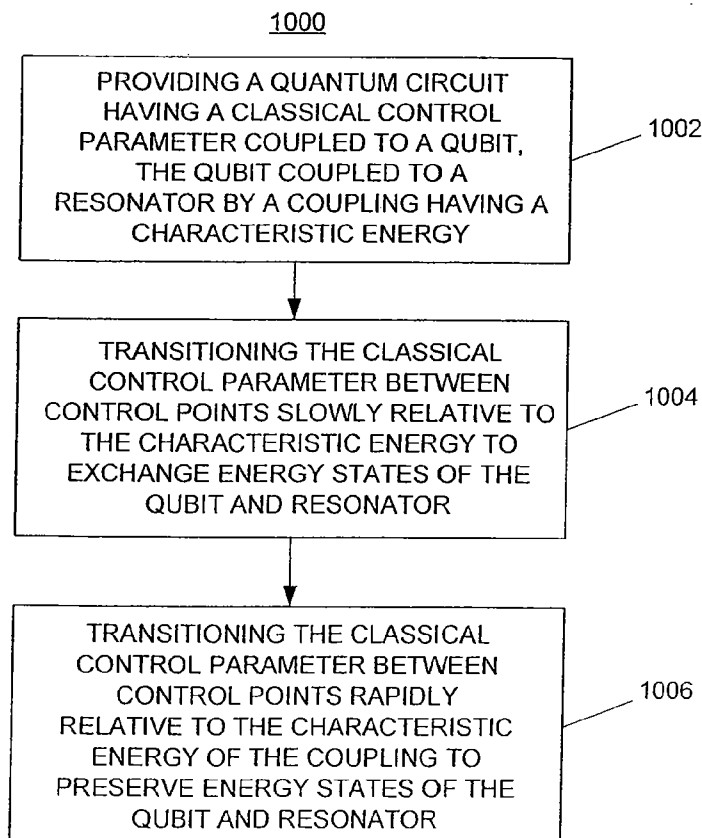 1000
PROVIDING A QUANTUM CIRCUIT
HAVING A CLASSICAL CONTROL
PARAMETER COUPLED TO A QUBIT,
THE QUBIT COUPLED TO A
RESONATOR BY A COUPLING HAVING A
CHARACTERISTIC ENERGY
1002
TRANSITIONING THE CLASSICAL
CONTROL PARAMETER BETWEEN
CONTROL POINTS SLOWLY RELATIVE TO
THE CHARACTERISTIC ENERGY TO
EXCHANGE ENERGY STATES OF THE
QUBIT AND RESONATOR
1004
TRANSITIONING THE CLASSICAL
CONTROL PARAMETER BETWEEN
CONTROL POINTS RAPIDLY
RELATIVE TO THE CHARACTERISTIC
ENERGY OF THE COUPLING TO
PRESERVE ENERGY STATES OF THE
QUBIT AND RESONATOR
1006